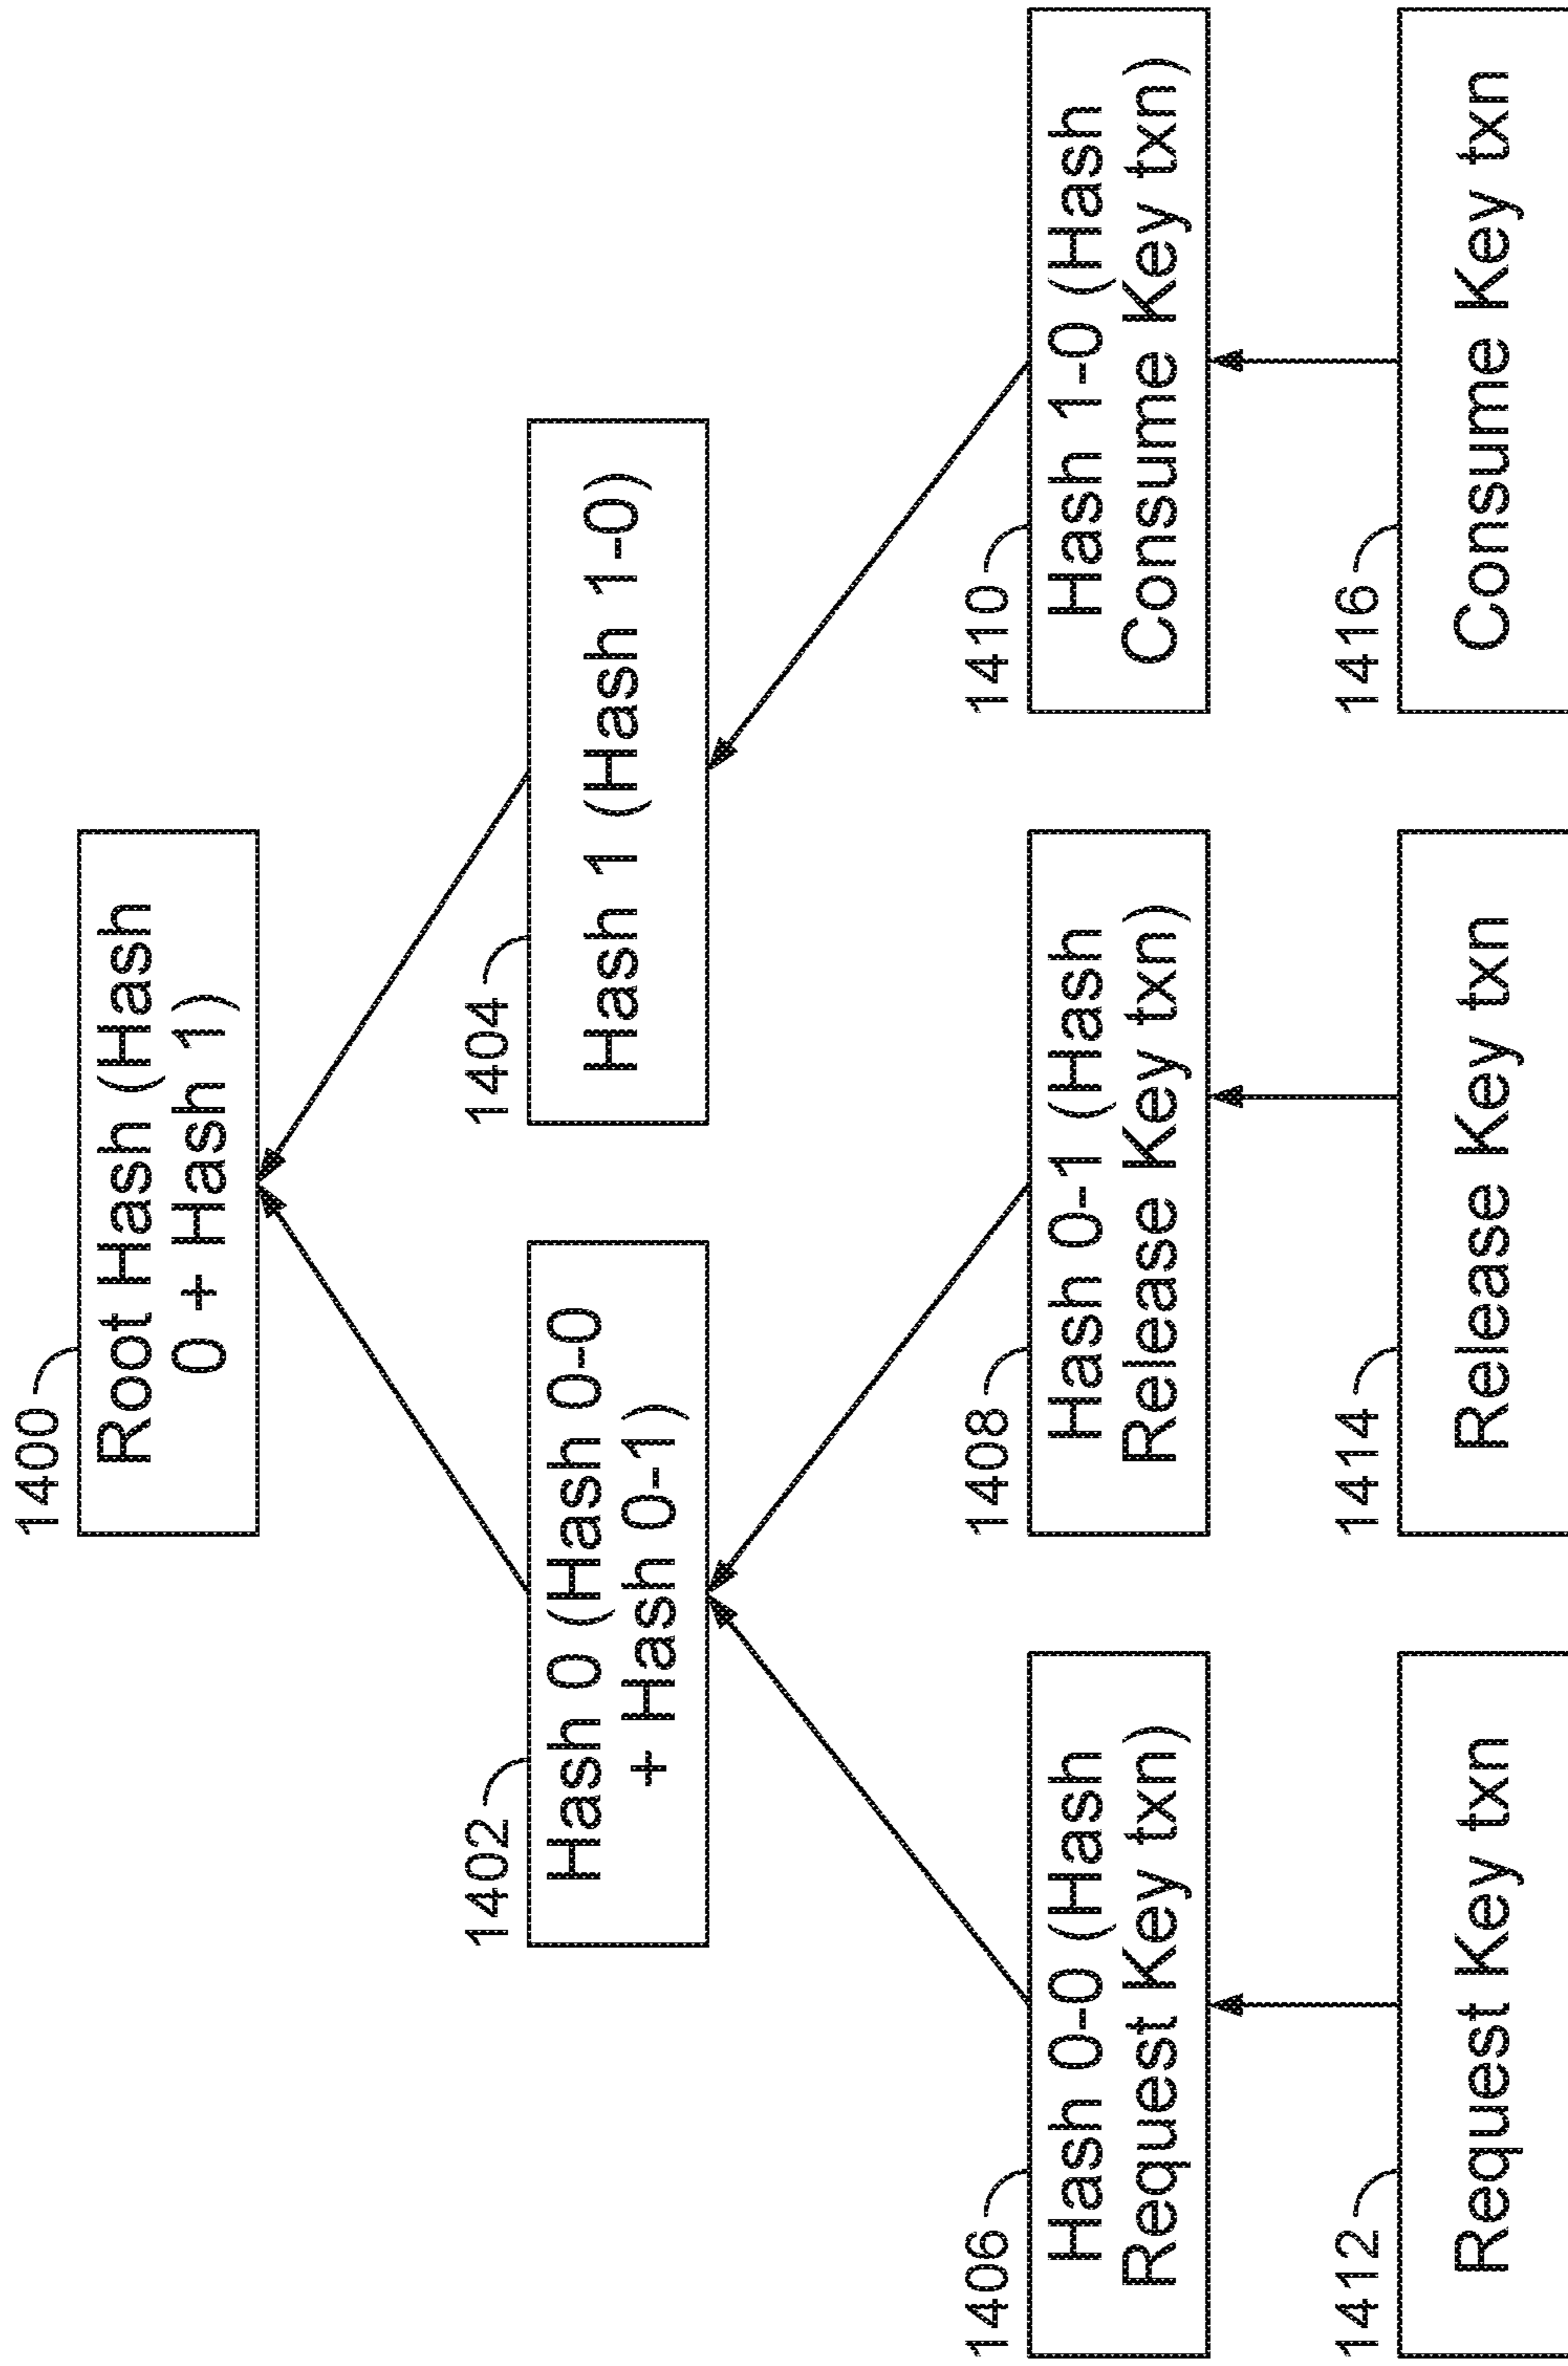 1400
Root Hash (Hash
0 + Hash 1)
1402
Hash 0 (Hash 0-0
+ Hash 0-1)
1404
Hash 1 (Hash 1-0)
1406
Hash 0-0 (Hash
Request Key txn)
1408
Hash 0-1 (Hash
Release Key txn)
1410
Hash 1-0 (Hash
Consume Key txn)
1412
Request Key txn
1414
Release Key txn
1416
Consume Key txn